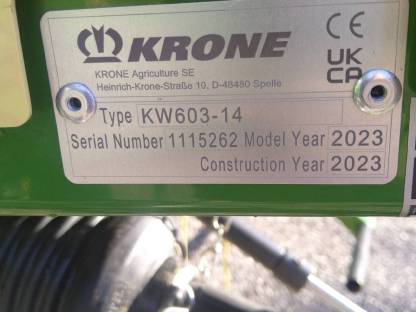 KRONE
CE
UK
CA
KRONE Agriculture SE
Heinrich-Krone-Straße 10, D-48480 Spelle
Type KW603-14
Serial Number 1115262 Model Year 2023
Construction Year 2023